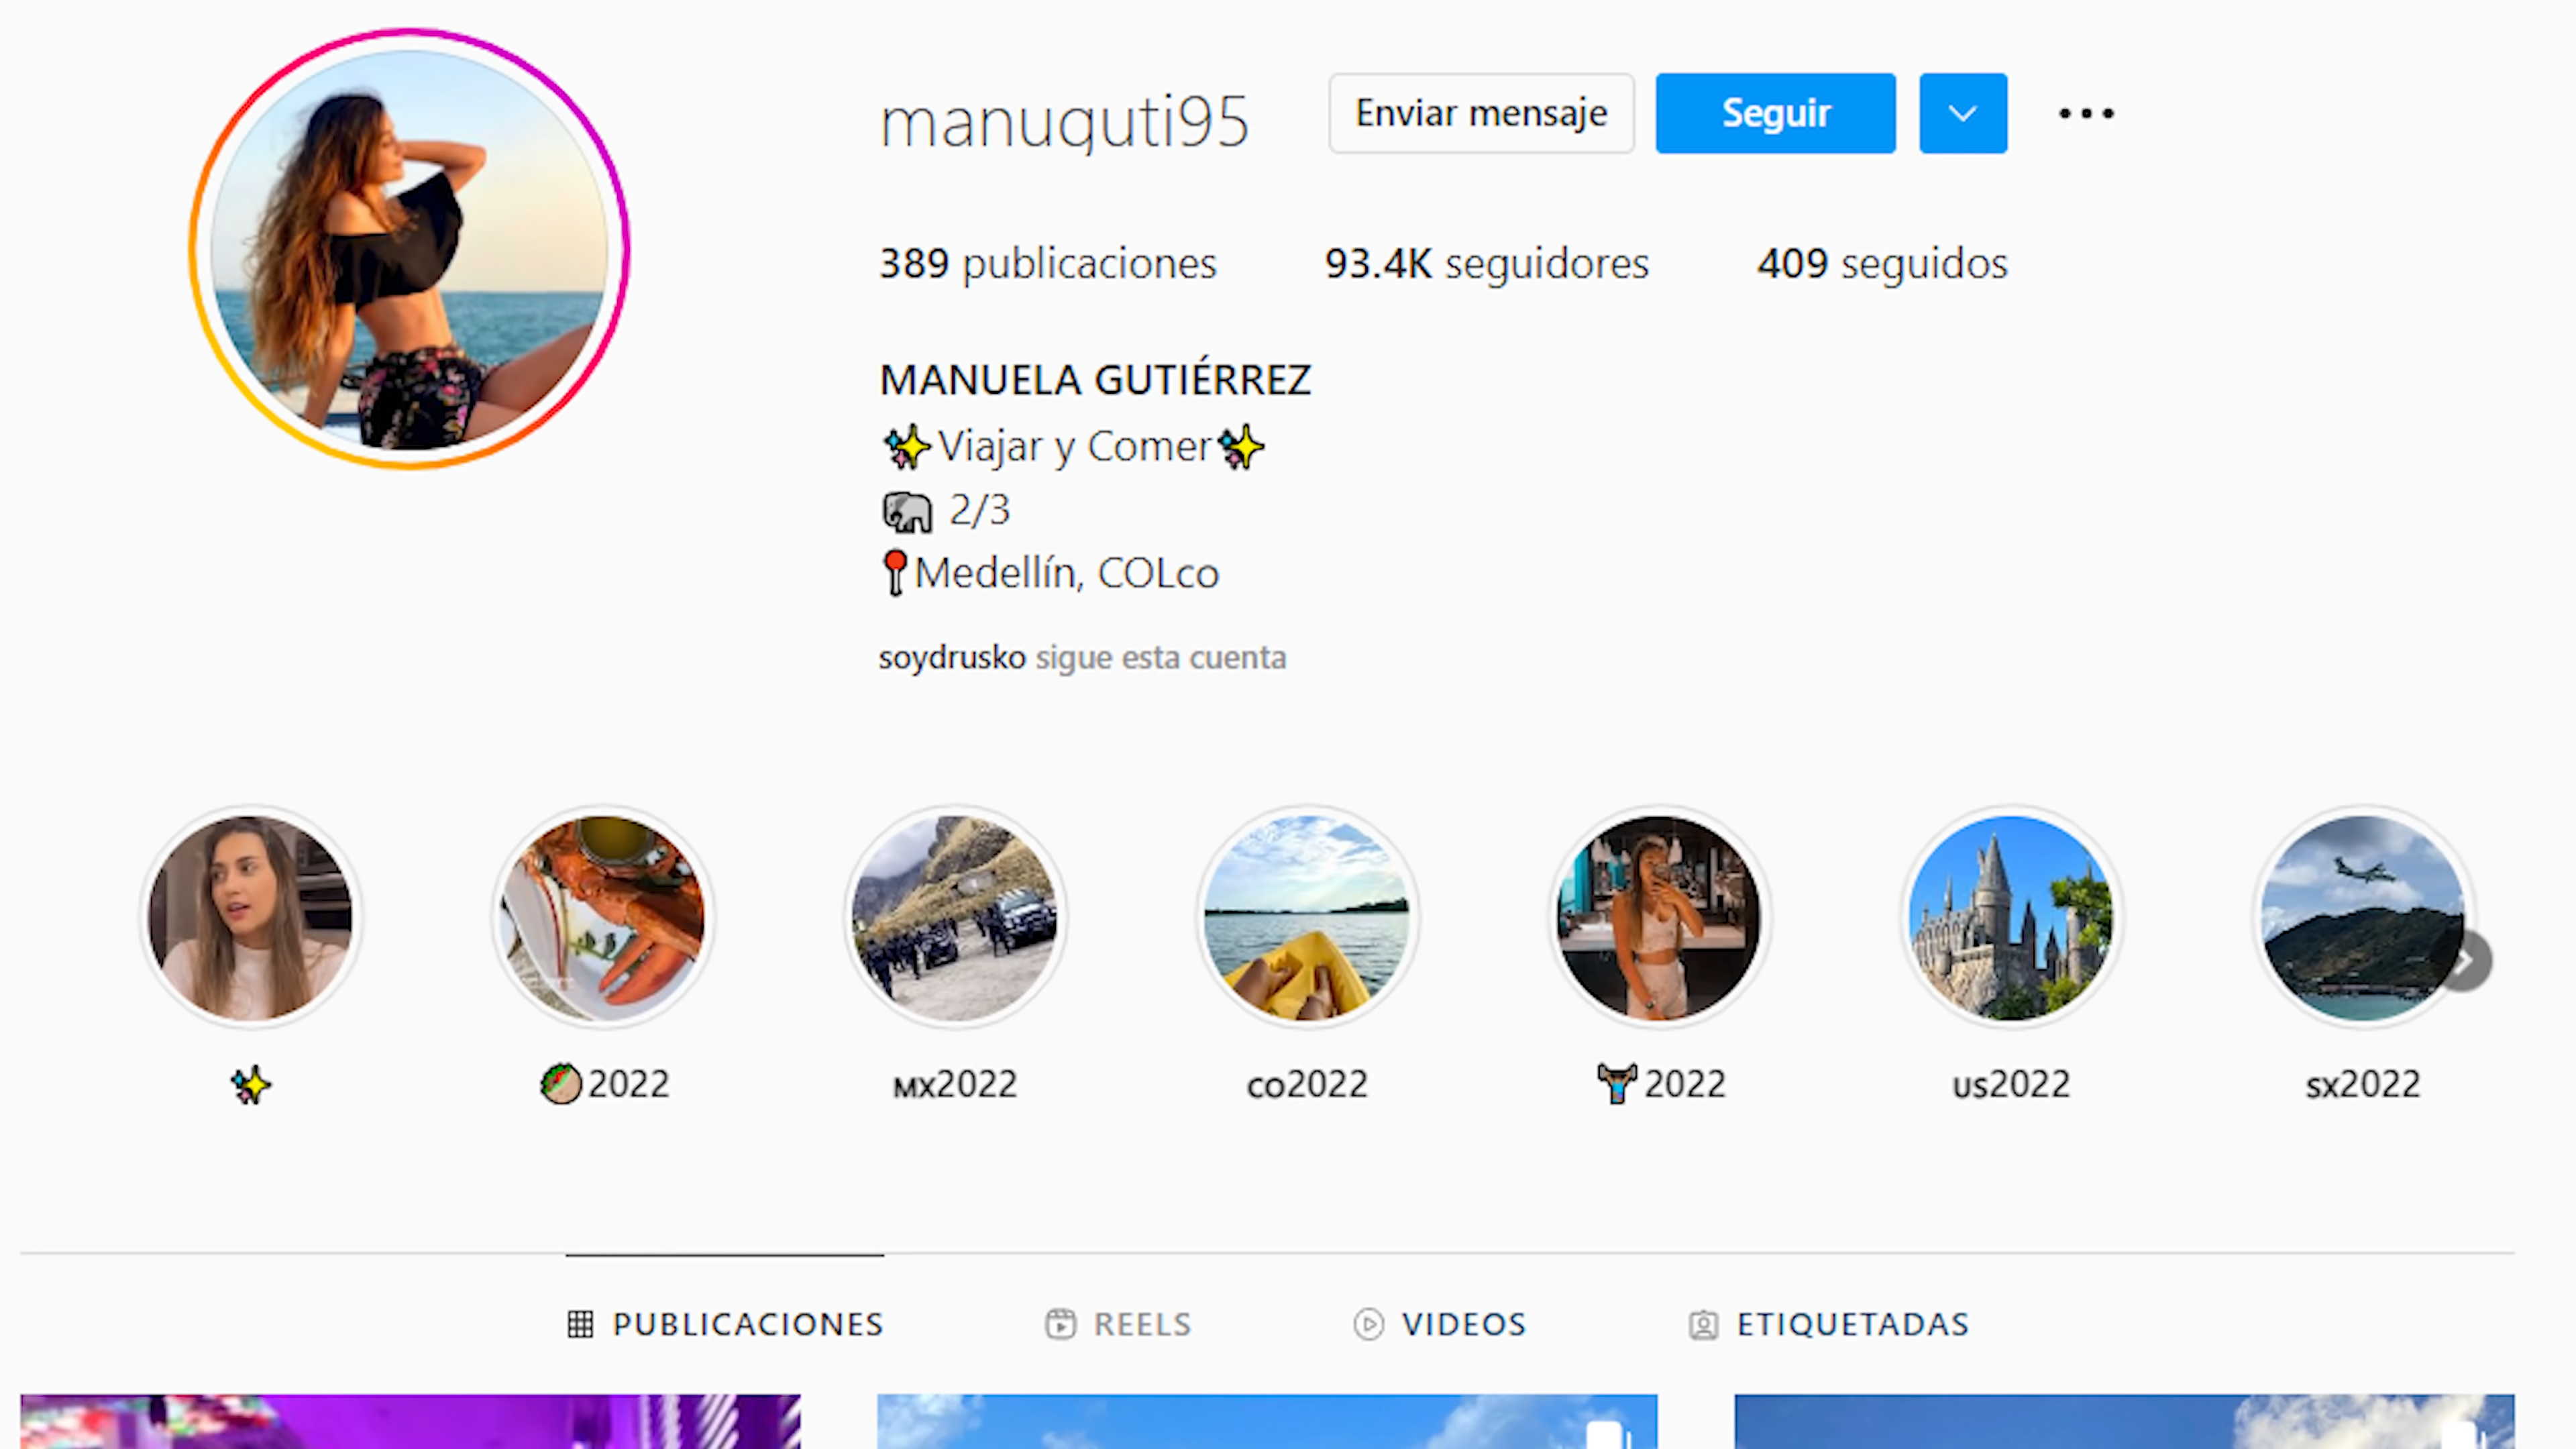 manuguti95 Enviar mensaje Seguir
389 publicaciones 93.4K seguidores 409 seguidos
MANUELA GUTIÉRREZ
✨Viajar y Comer✨
🐘 2/3
📍Medellín, COLco
soydrusko sigue esta cuenta
✨ 🥙2022 MX2022 CO2022 🏋2022 US2022 SX2022
PUBLICACIONES REELS VIDEOS ETIQUETADAS